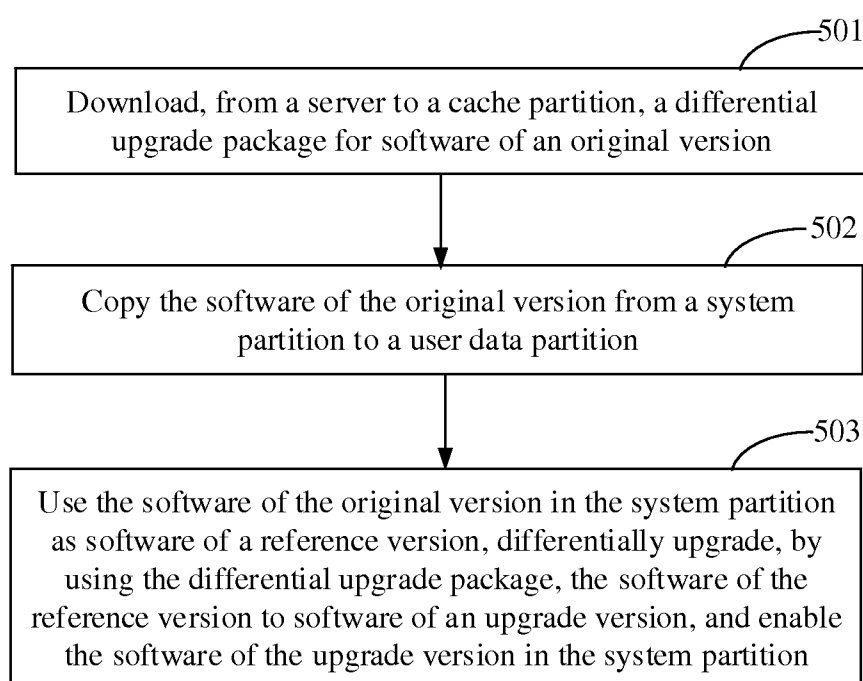 501
Download, from a server to a cache partition, a differential
upgrade package for software of an original version
502
Copy the software of the original version from a system
partition to a user data partition
503
Use the software of the original version in the system partition
as software of a reference version, differentially upgrade, by
using the differential upgrade package, the software of the
reference version to software of an upgrade version, and enable
the software of the upgrade version in the system partition